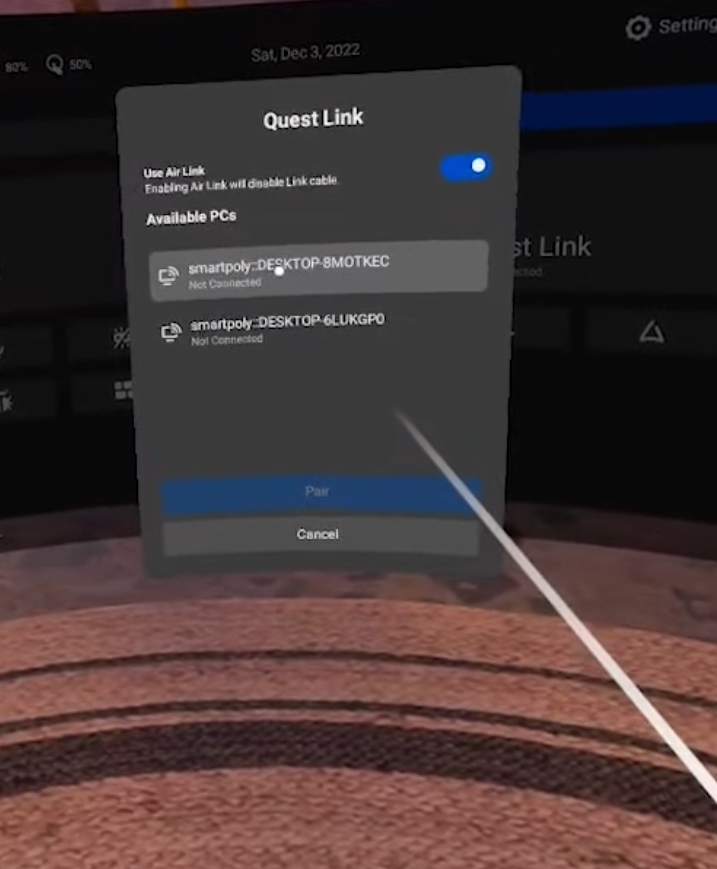 80% 50%
Sat, Dec 3, 2022
Setting
Quest Link
Use Air Link
Enabling Air Link will disable Link cable.
Available PCs
smartpoly::DESKTOP-8MOTKEC
Not Connected
st Link
smartpoly::DESKTOP-6LUKGP0
Not Connected
Pair
Cancel